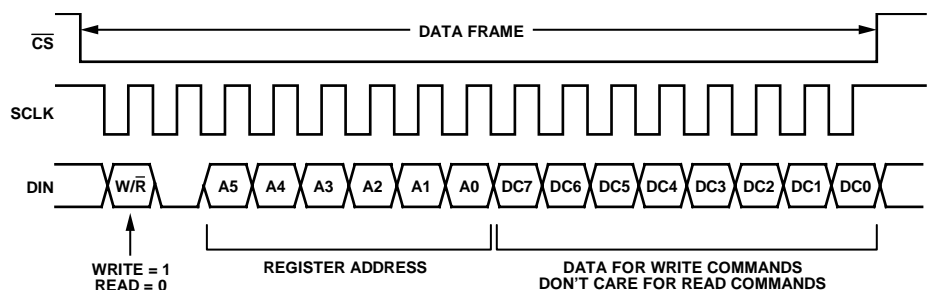 DATA FRAME
CS
SCLK
DIN W/R A5 A4 A3 A2 A1 A0 DC7 DC6 DC5 DC4 DC3 DC2 DC1 DC0
WRITE = 1
READ = 0
REGISTER ADDRESS
DATA FOR WRITE COMMANDS
DON'T CARE FOR READ COMMANDS